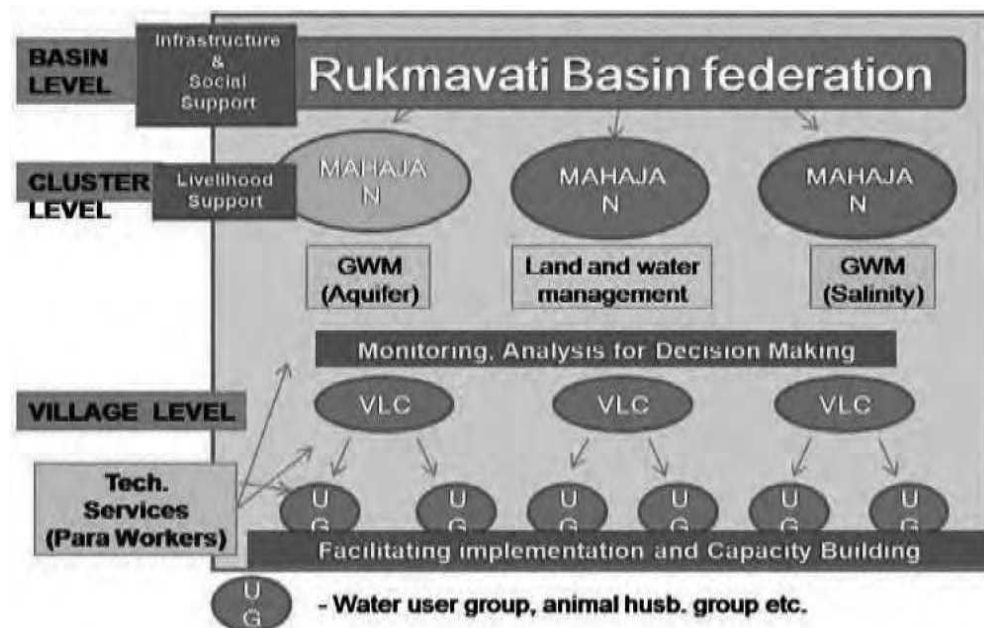 BASIN
LEVEL
Infrastructure
&
Social
Support
Rukmavati Basin federation
CLUSTER
LEVEL
Livelihood
Support
MAHAJA
N
MAHAJA
N
MAHAJA
N
GWM
(Aquifer)
Land and water
management
GWM
(Salinity)
Monitoring, Analysis for Decision Making
VILLAGE LEVEL
VLC
VLC
VLC
Tech.
Services
(Para Workers)
U
G
U
G
U
G
U
G
U
G
U
G
Facilitating implementation and Capacity Building
U
G
- Water user group, animal husb. group etc.